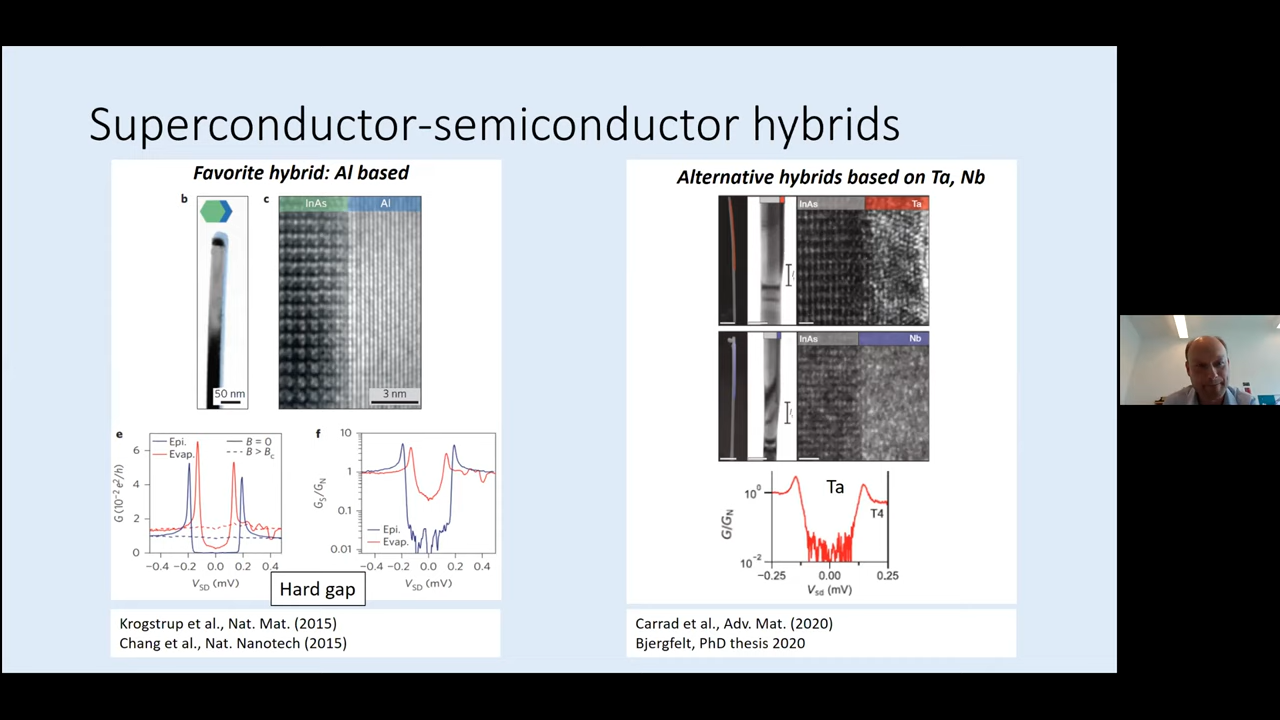 Superconductor-semiconductor hybrids
Favorite hybrid: Al based
b
c
InAs
Al
50 nm
3 nm
e
Epi.
Evap.
B = 0
B > Bc
6
4
2
0
G (10⁻² e²/h)
−0.4 −0.2 0.0 0.2 0.4
VSD (mV)
f
10
1
0.1
0.01
GS/GN
Epi.
Evap.
−0.4 −0.2 0.0 0.2 0.4
VSD (mV)
Hard gap
Krogstrup et al., Nat. Mat. (2015)
Chang et al., Nat. Nanotech (2015)
Alternative hybrids based on Ta, Nb
InAs
Ta
InAs
Nb
Ta
T4
10⁰
10⁻²
G/GN
−0.25 0.00 0.25
Vsd (mV)
Carrad et al., Adv. Mat. (2020)
Bjergfelt, PhD thesis 2020